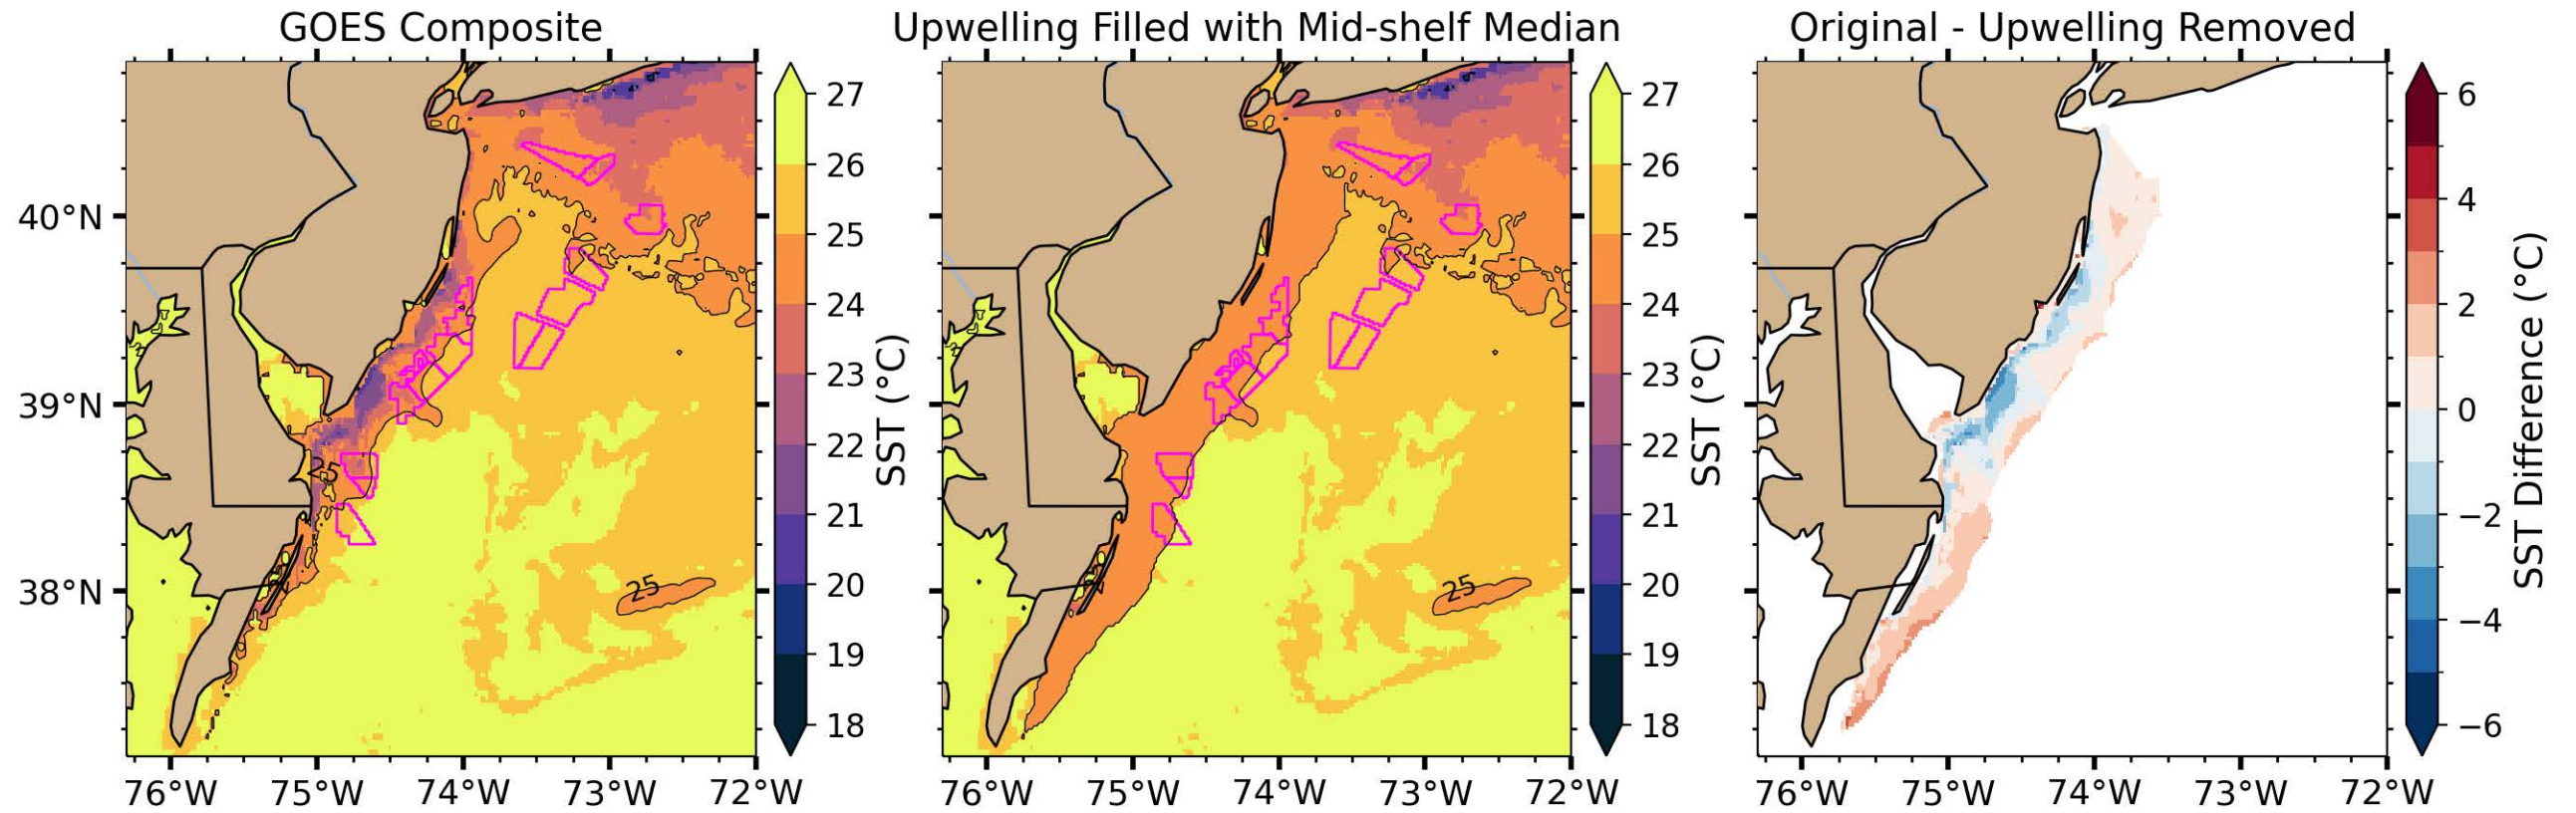 GOES Composite
Upwelling Filled with Mid-shelf Median
Original - Upwelling Removed
40°N
39°N
38°N
76°W 75°W 74°W 73°W 72°W
25
25
27
26
25
24
23
22
21
20
19
18
SST (°C)
76°W 75°W 74°W 73°W 72°W
25
27
26
25
24
23
22
21
20
19
18
SST (°C)
76°W 75°W 74°W 73°W 72°W
6
4
2
0
−2
−4
−6
SST Difference (°C)